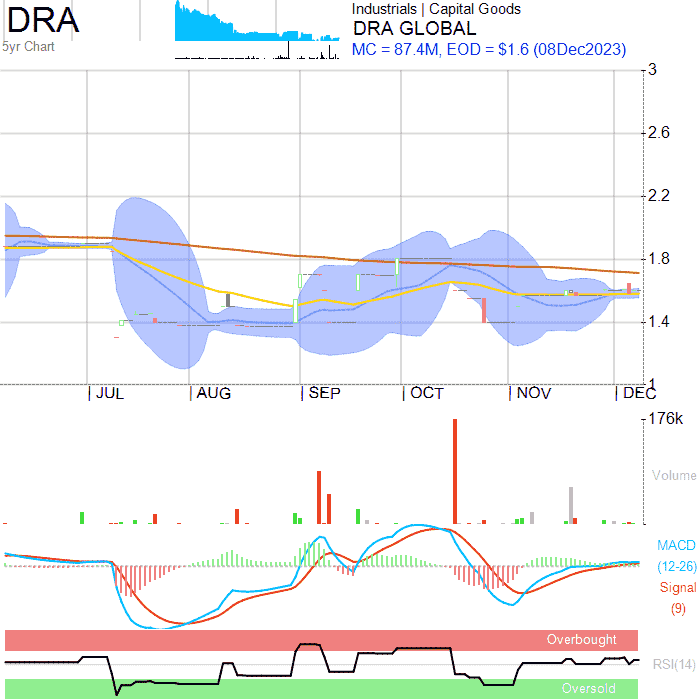 DRA
5yr Chart
Industrials | Capital Goods
DRA GLOBAL
MC = 87.4M, EOD = $1.6 (08Dec2023)
3
2.6
2.2
1.8
1.4
1
JUL AUG SEP OCT NOV DEC
176k
Volume
MACD
(12-26)
Signal
(9)
Overbought
RSI(14)
Oversold